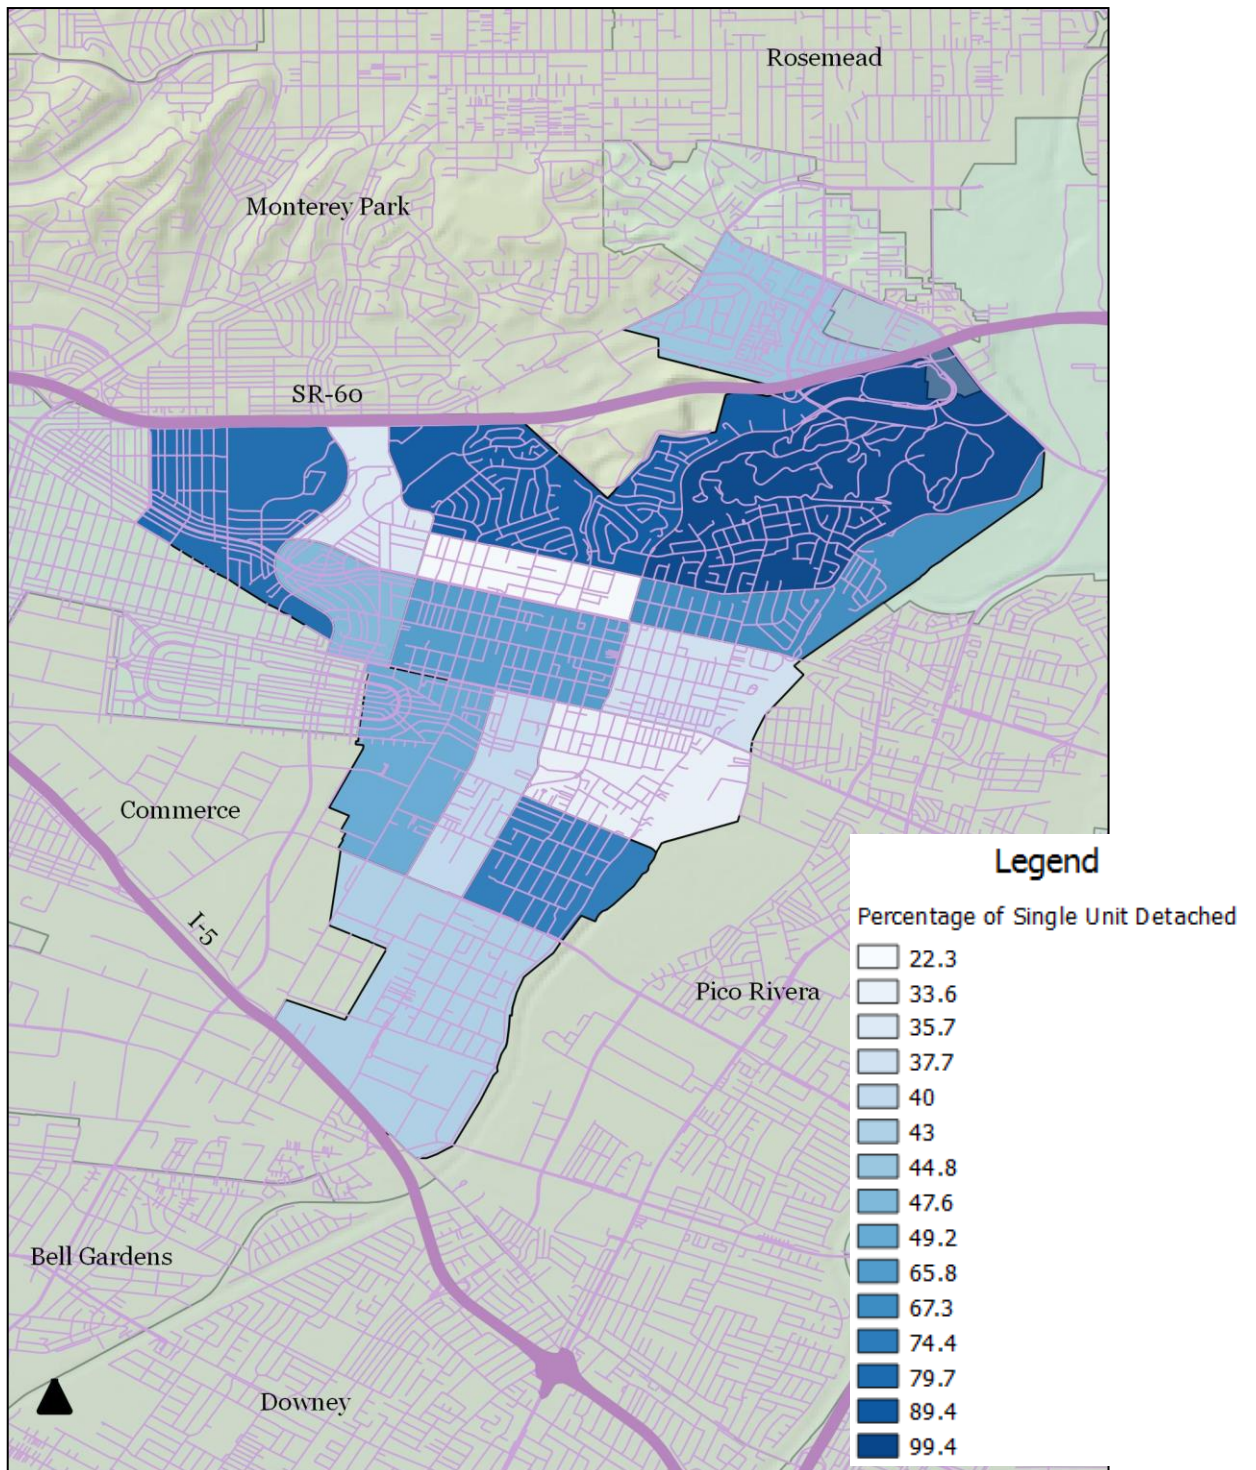 Rosemead
Monterey Park
SR-60
Commerce
I-5
Pico Rivera
Bell Gardens
Downey
Legend
Percentage of Single Unit Detached
22.3
33.6
35.7
37.7
40
43
44.8
47.6
49.2
65.8
67.3
74.4
79.7
89.4
99.4